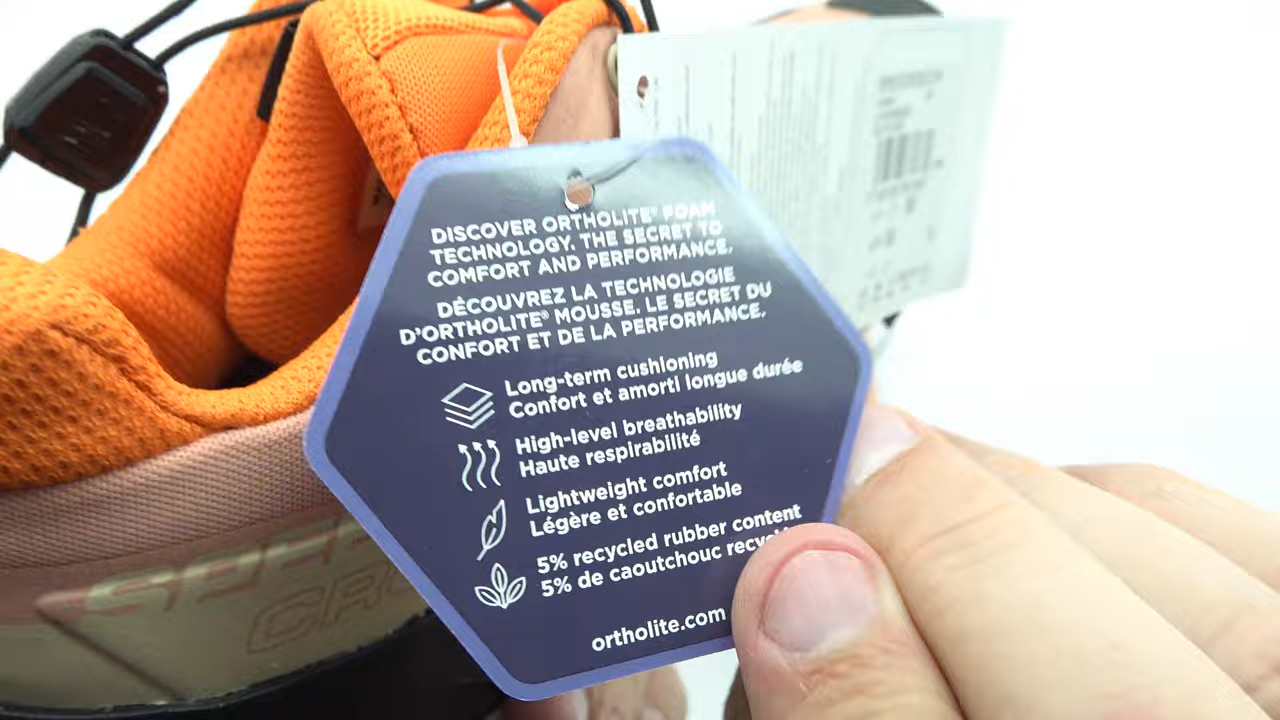 DISCOVER ORTHOLITE® FOAM
TECHNOLOGY. THE SECRET TO
COMFORT AND PERFORMANCE.
DÉCOUVREZ LA TECHNOLOGIE
D'ORTHOLITE® MOUSSE. LE SECRET DU
CONFORT ET DE LA PERFORMANCE.
Long-term cushioning
Confort et amorti longue durée
High-level breathability
Haute respirabilité
Lightweight comfort
Légère et confortable
5% recycled rubber content
5% de caoutchouc
ortholite.com